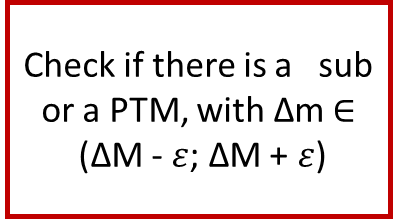 Check if there is a sub
or a PTM, with Δm ∈
(ΔM - 𝜀; ΔM + 𝜀)